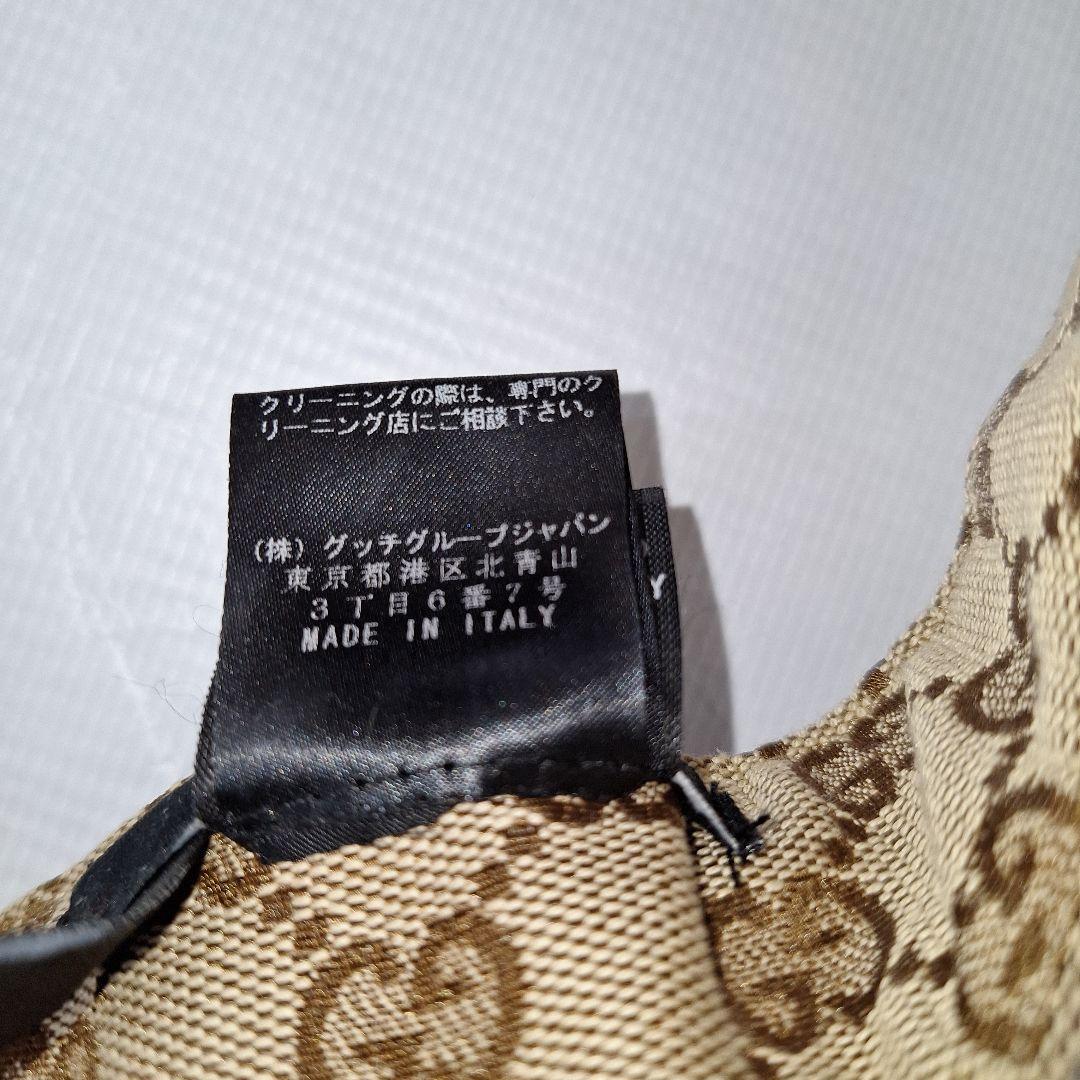 クリーニングの際は、専門のク
リーニング店にご相談下さい。
（株）グッチグループジャパン
東京都港区北青山
3丁目6番7号
MADE IN ITALY
Y